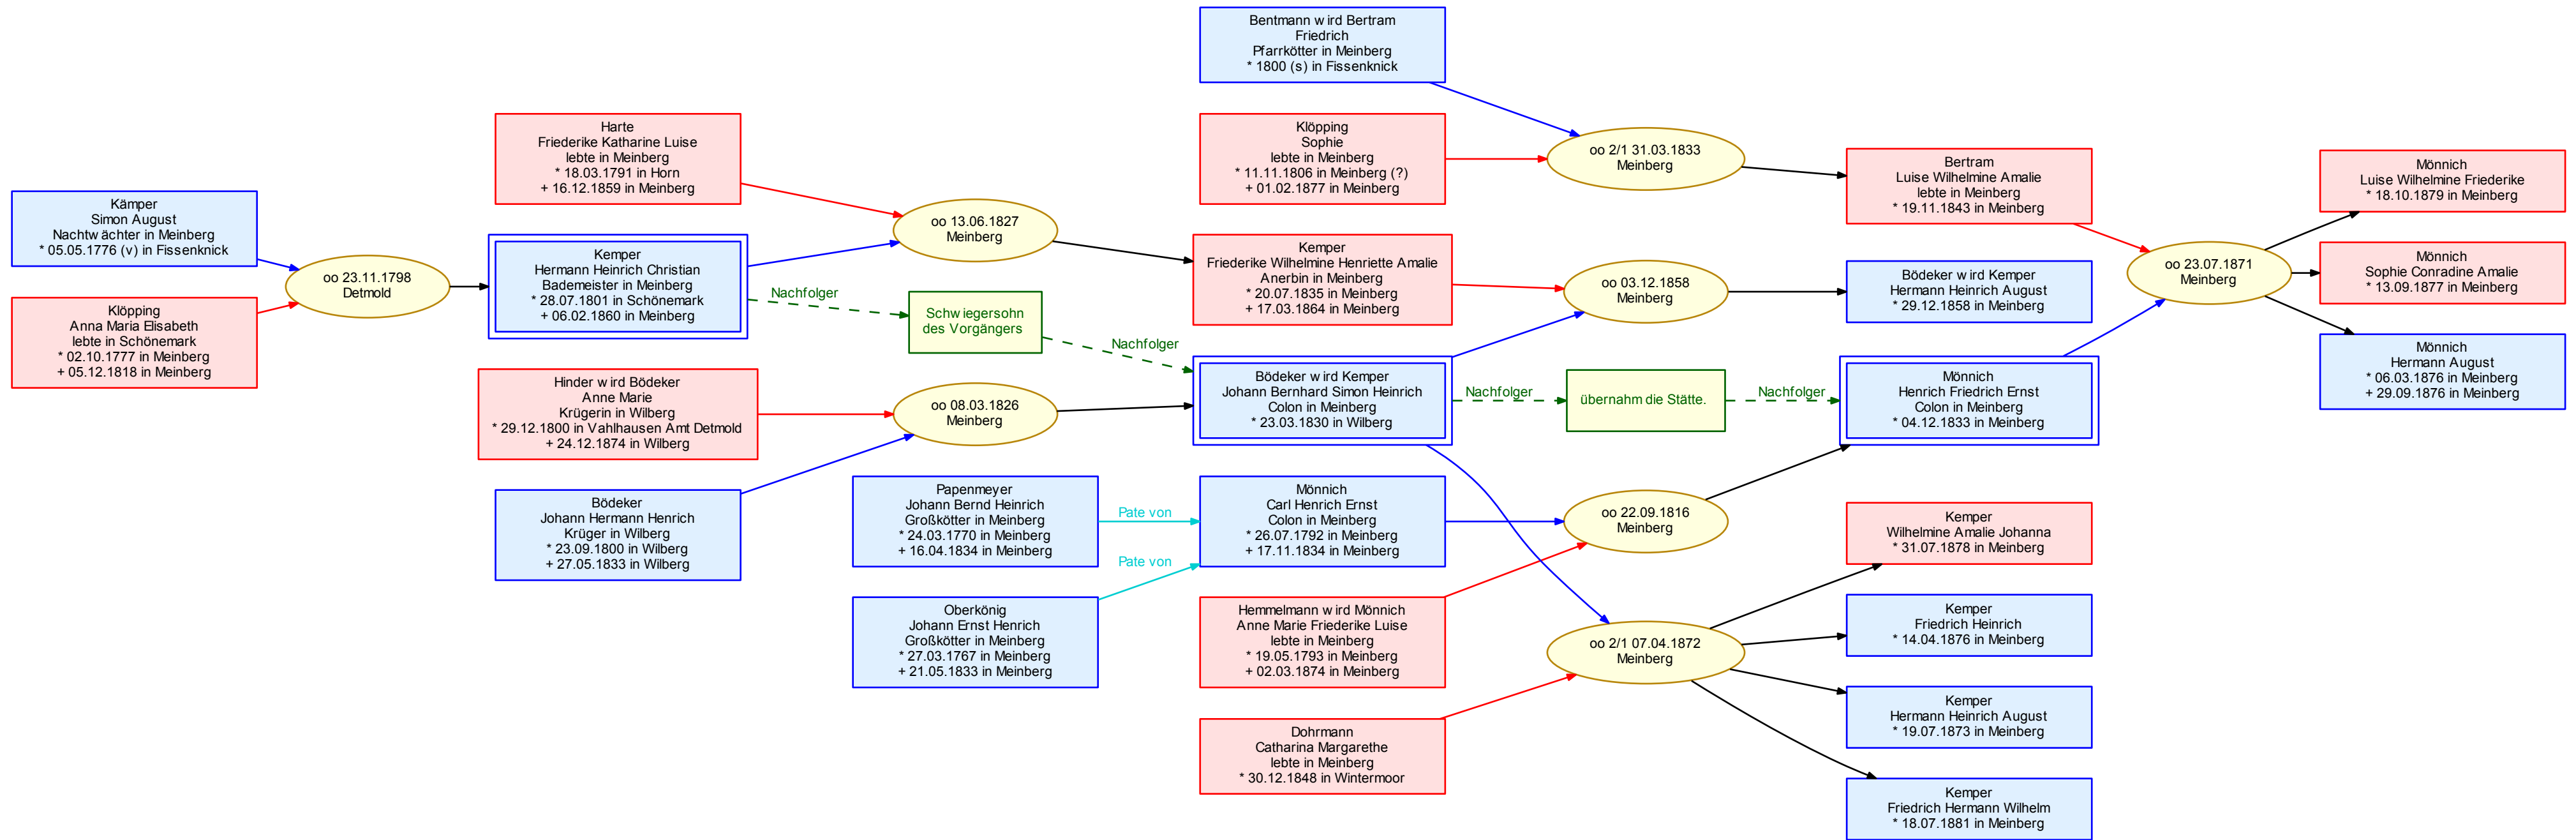 Kämper
Simon August
Nachtwächter in Meinberg
* 05.05.1776 (v) in Fissenknick
Klöpping
Anna Maria Elisabeth
lebte in Schönemark
* 02.10.1777 in Meinberg
+ 05.12.1818 in Meinberg
oo 23.11.1798
Detmold
Harte
Friederike Katharine Luise
lebte in Meinberg
* 18.03.1791 in Horn
+ 16.12.1859 in Meinberg
Kemper
Hermann Heinrich Christian
Bademeister in Meinberg
* 28.07.1801 in Schönemark
+ 06.02.1860 in Meinberg
Hinder wird Bödeker
Anne Marie
Krügerin in Wilberg
* 29.12.1800 in Vahlhausen Amt Detmold
+ 24.12.1874 in Wilberg
Bödeker
Johann Hermann Henrich
Krüger in Wilberg
* 23.09.1800 in Wilberg
+ 27.05.1833 in Wilberg
Nachfolger
oo 13.06.1827
Meinberg
Schwiegersohn
des Vorgängers
oo 08.03.1826
Meinberg
Papenmeyer
Johann Bernd Heinrich
Großkötter in Meinberg
* 24.03.1770 in Meinberg
+ 16.04.1834 in Meinberg
Oberkönig
Johann Ernst Henrich
Großkötter in Meinberg
* 27.03.1767 in Meinberg
+ 21.05.1833 in Meinberg
Nachfolger
Pate von
Pate von
Bentmann wird Bertram
Friedrich
Pfarrkötter in Meinberg
* 1800 (s) in Fissenknick
Klöpping
Sophie
lebte in Meinberg
* 11.11.1806 in Meinberg (?)
+ 01.02.1877 in Meinberg
Kemper
Friederike Wilhelmine Henriette Amalie
Anerbin in Meinberg
* 20.07.1835 in Meinberg
+ 17.03.1864 in Meinberg
Bödeker wird Kemper
Johann Bernhard Simon Heinrich
Colon in Meinberg
* 23.03.1830 in Wilberg
Mönnich
Carl Henrich Ernst
Colon in Meinberg
* 26.07.1792 in Meinberg
+ 17.11.1834 in Meinberg
Hemmelmann wird Mönnich
Anne Marie Friederike Luise
lebte in Meinberg
* 19.05.1793 in Meinberg
+ 02.03.1874 in Meinberg
Dohrmann
Catharina Margarethe
lebte in Meinberg
* 30.12.1848 in Wintermoor
Nachfolger
oo 2/1 31.03.1833
Meinberg
oo 03.12.1858
Meinberg
übernahm die Stätte.
oo 22.09.1816
Meinberg
oo 2/1 07.04.1872
Meinberg
Nachfolger
Bertram
Luise Wilhelmine Amalie
lebte in Meinberg
* 19.11.1843 in Meinberg
Bödeker wird Kemper
Hermann Heinrich August
* 29.12.1858 in Meinberg
Mönnich
Henrich Friedrich Ernst
Colon in Meinberg
* 04.12.1833 in Meinberg
Kemper
Wilhelmine Amalie Johanna
* 31.07.1878 in Meinberg
Kemper
Friedrich Heinrich
* 14.04.1876 in Meinberg
Kemper
Hermann Heinrich August
* 19.07.1873 in Meinberg
Kemper
Friedrich Hermann Wilhelm
* 18.07.1881 in Meinberg
oo 23.07.1871
Meinberg
Mönnich
Luise Wilhelmine Friederike
* 18.10.1879 in Meinberg
Mönnich
Sophie Conradine Amalie
* 13.09.1877 in Meinberg
Mönnich
Hermann August
* 06.03.1876 in Meinberg
+ 29.09.1876 in Meinberg